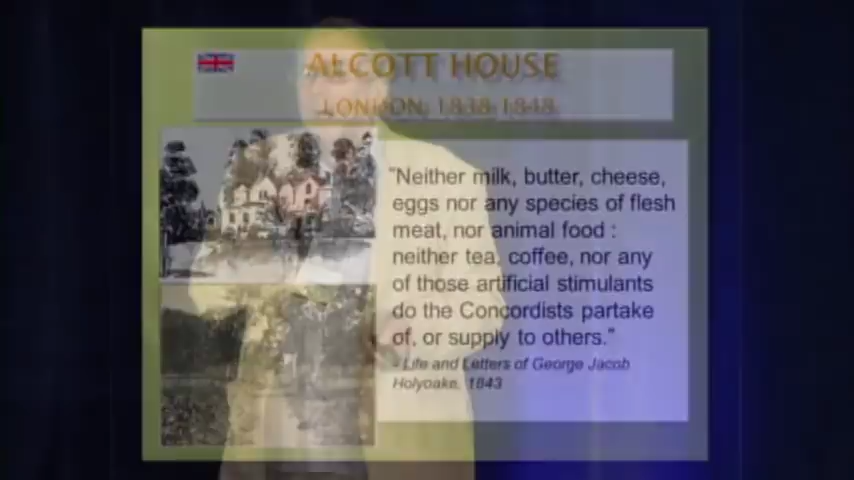 ALCOTT HOUSE
LONDON, 1838-1848
"Neither milk, butter, cheese,
eggs nor any species of flesh
meat, nor animal food :
neither tea, coffee, nor any
of those artificial stimulants
do the Concordists partake
of, or supply to others."
- Life and Letters of George Jacob
Holyoake, 1843